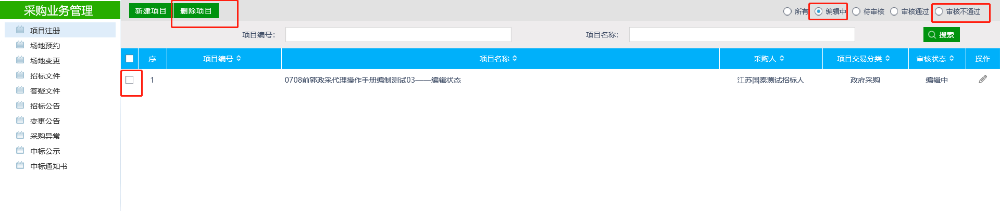 采购业务管理
新建项目 删除项目 所有 编辑中 待审核 审核通过 审核不通过
项目注册
场地预约
场地变更
招标文件
答疑文件
招标公告
变更公告
采购异常
中标公示
中标通知书
项目编号： 项目名称： 搜索
序 项目编号 项目名称 采购人 项目交易分类 审核状态 操作
1 0708前郭政采代理操作手册编制测试03——编辑状态 江苏国泰测试招标人 政府采购 编辑中